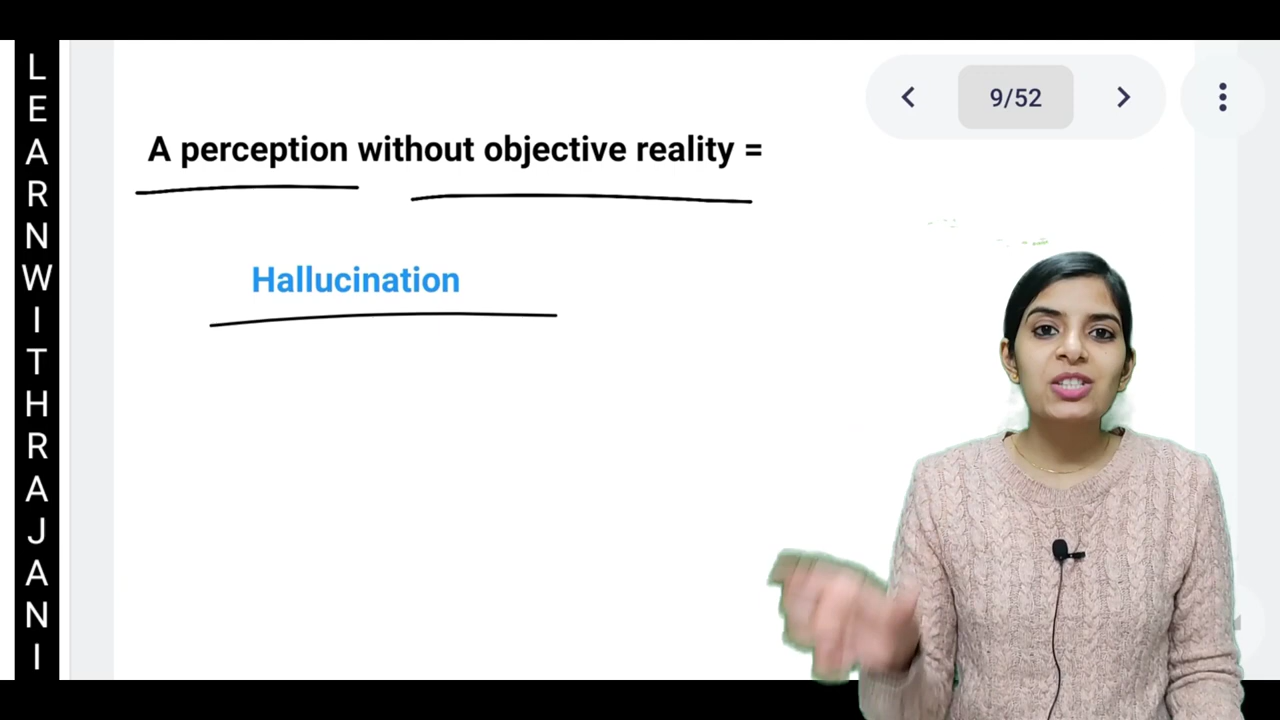 LEARNWITHRAJANI
9/52
A perception without objective reality =
Hallucination